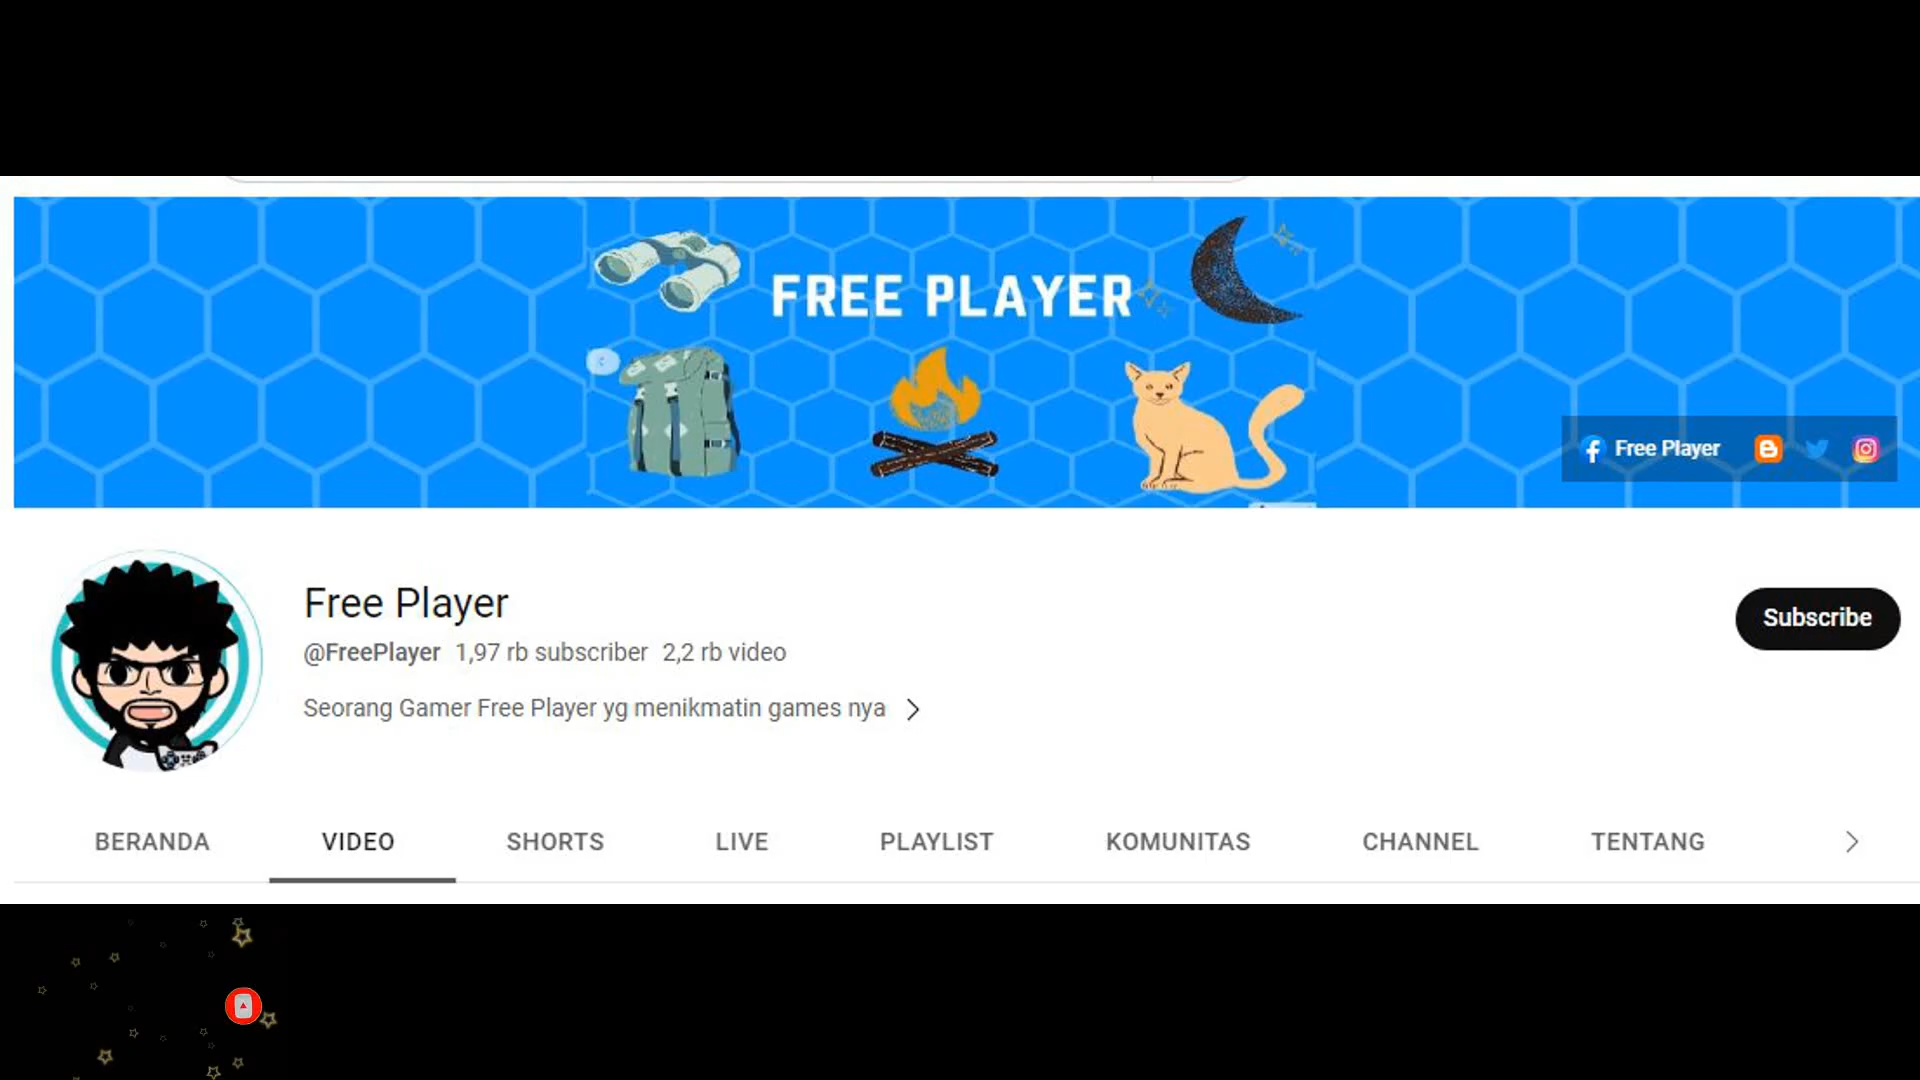 FREE PLAYER
Free Player
Free Player
@FreePlayer 1,97 rb subscriber 2,2 rb video
Subscribe
Seorang Gamer Free Player yg menikmatin games nya
BERANDA VIDEO SHORTS LIVE PLAYLIST KOMUNITAS CHANNEL TENTANG